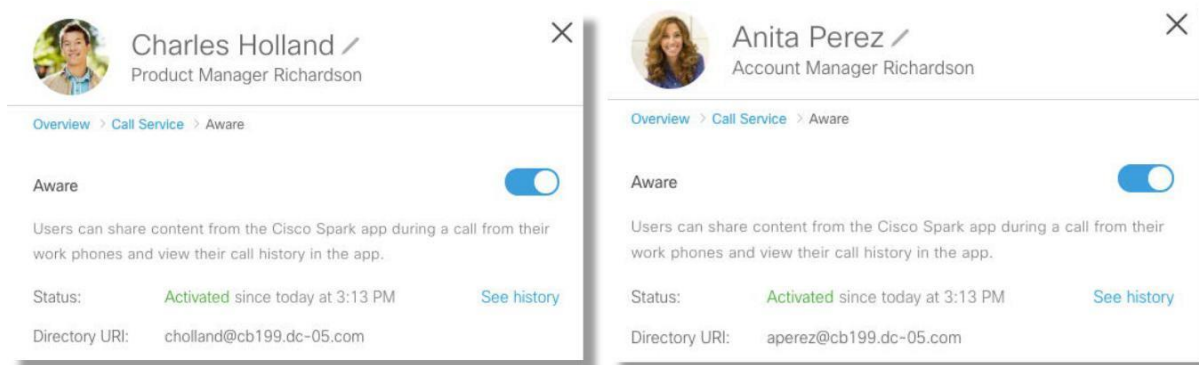 Charles Holland
Product Manager Richardson
Overview > Call Service > Aware
Aware
Users can share content from the Cisco Spark app during a call from their
work phones and view their call history in the app.
Status: Activated since today at 3:13 PM See history
Directory URI: cholland@cb199.dc-05.com
Anita Perez
Account Manager Richardson
Overview > Call Service > Aware
Aware
Users can share content from the Cisco Spark app during a call from their
work phones and view their call history in the app.
Status: Activated since today at 3:13 PM See history
Directory URI: aperez@cb199.dc-05.com